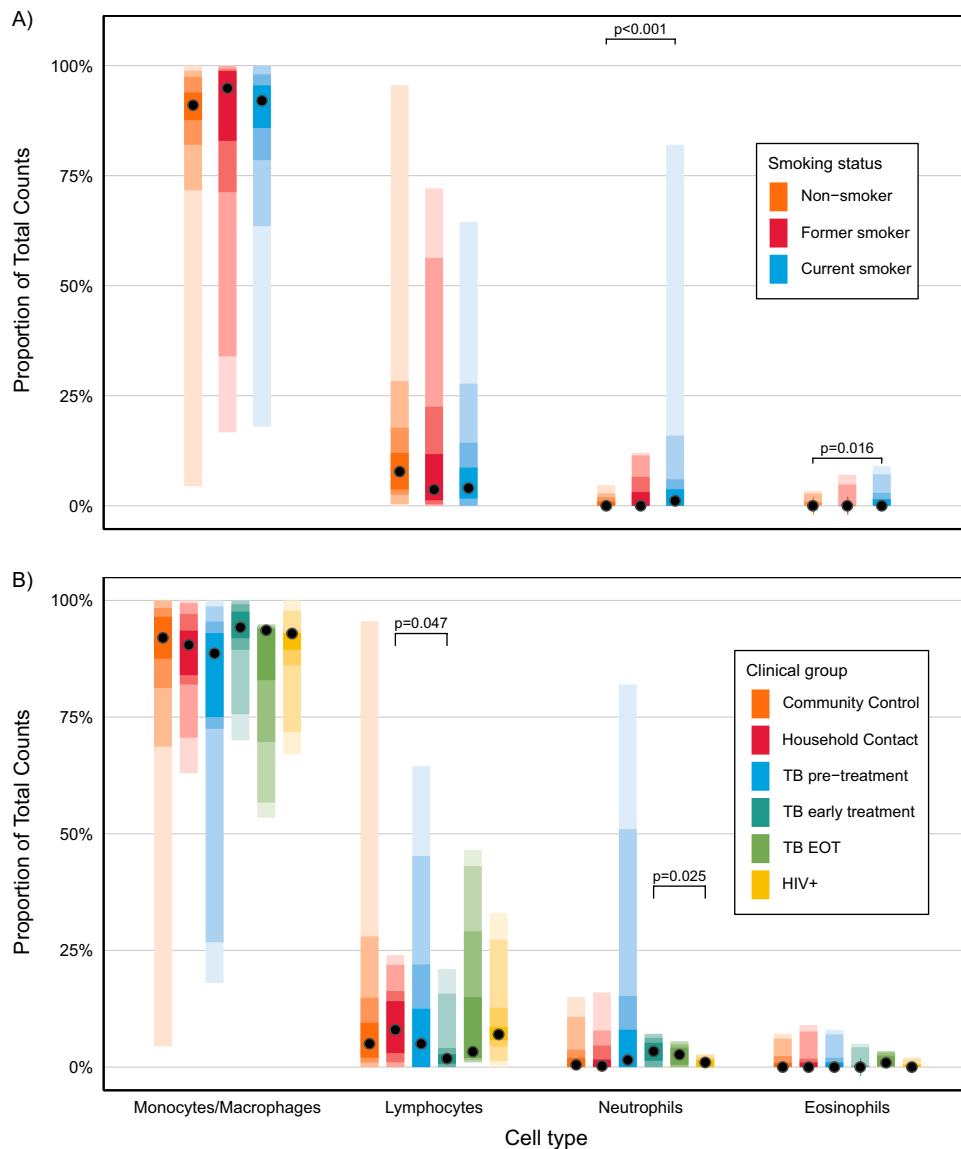 A)
p<0.001
100%
75%
50%
25%
0%
Proportion of Total Counts
Smoking status
Non−smoker
Former smoker
Current smoker
p=0.016
B)
100%
75%
50%
25%
0%
Proportion of Total Counts
p=0.047
p=0.025
Clinical group
Community Control
Household Contact
TB pre−treatment
TB early treatment
TB EOT
HIV+
Monocytes/Macrophages
Lymphocytes
Neutrophils
Eosinophils
Cell type